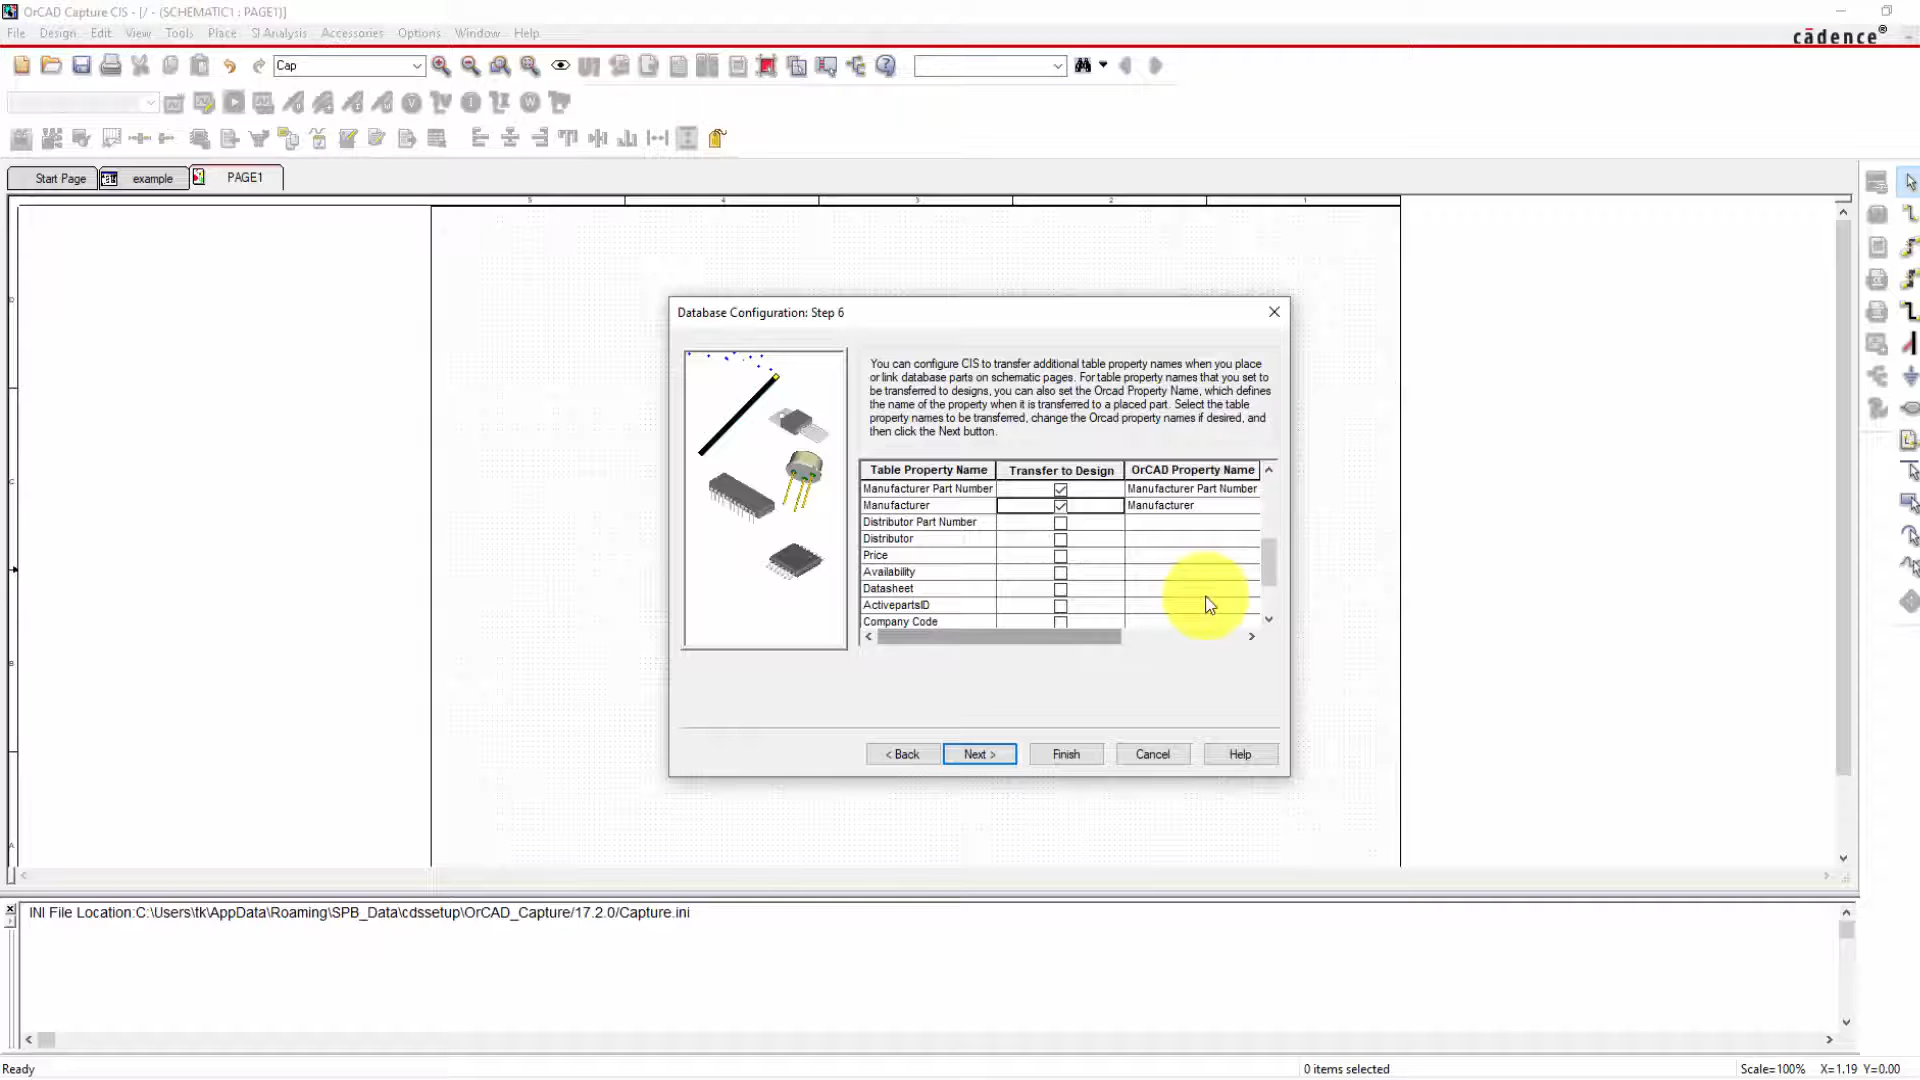 OrCAD Capture CIS - [/ - (SCHEMATIC1 : PAGE1)]
File Design Edit View Tools Place SI Analysis Accessories Options Window Help
cādence®
Cap
Start Page example PAGE1
5 4 3 2 1
D
C
B
A
Database Configuration: Step 6
You can configure CIS to transfer additional table property names when you place
or link database parts on schematic pages. For table property names that you set to
be transferred to designs, you can also set the Orcad Property Name, which defines
the name of the property when it is transferred to a placed part. Select the table
property names to be transferred, change the Orcad property names if desired, and
then click the Next button.
Table Property Name Transfer to Design OrCAD Property Name
Manufacturer Part Number Manufacturer Part Number
Manufacturer Manufacturer
Distributor Part Number
Distributor
Price
Availability
Datasheet
ActivepartsID
Company Code
< Back Next > Finish Cancel Help
INI File Location:C:\Users\tk\AppData\Roaming\SPB_Data\cdssetup\OrCAD_Capture/17.2.0/Capture.ini
Ready 0 items selected Scale=100% X=1.19 Y=0.00